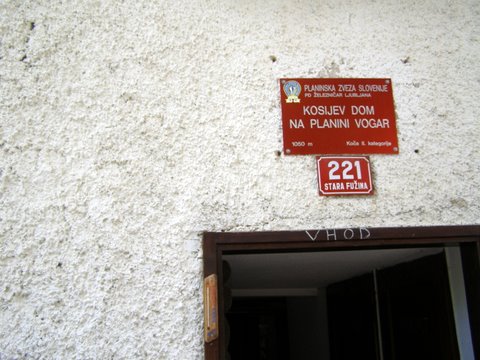 PLANINSKA ZVEZA SLOVENIJE
PD ŽELEZNIČAR LJUBLJANA
KOSIJEV DOM
NA PLANINI VOGAR
1050 m Koča II. kategorije
221
STARA FUŽINA
VHOD